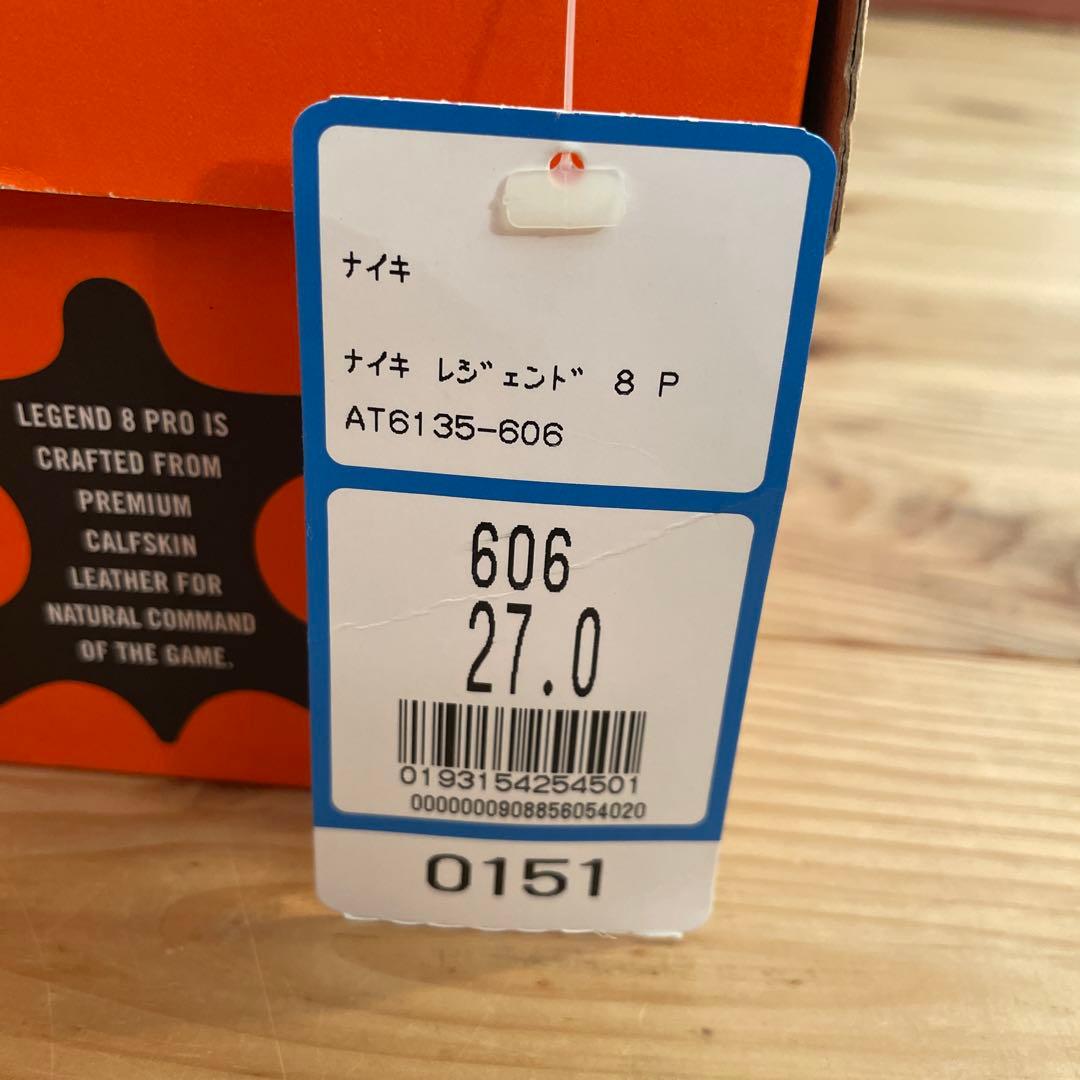 ナイキ
ナイキ レジェンド 8 P
AT6135-606
606
27.0
0193154254501
0000000908856054020
0151
LEGEND 8 PRO IS
CRAFTED FROM
PREMIUM
CALFSKIN
LEATHER FOR
NATURAL COMMAND
OF THE GAME.